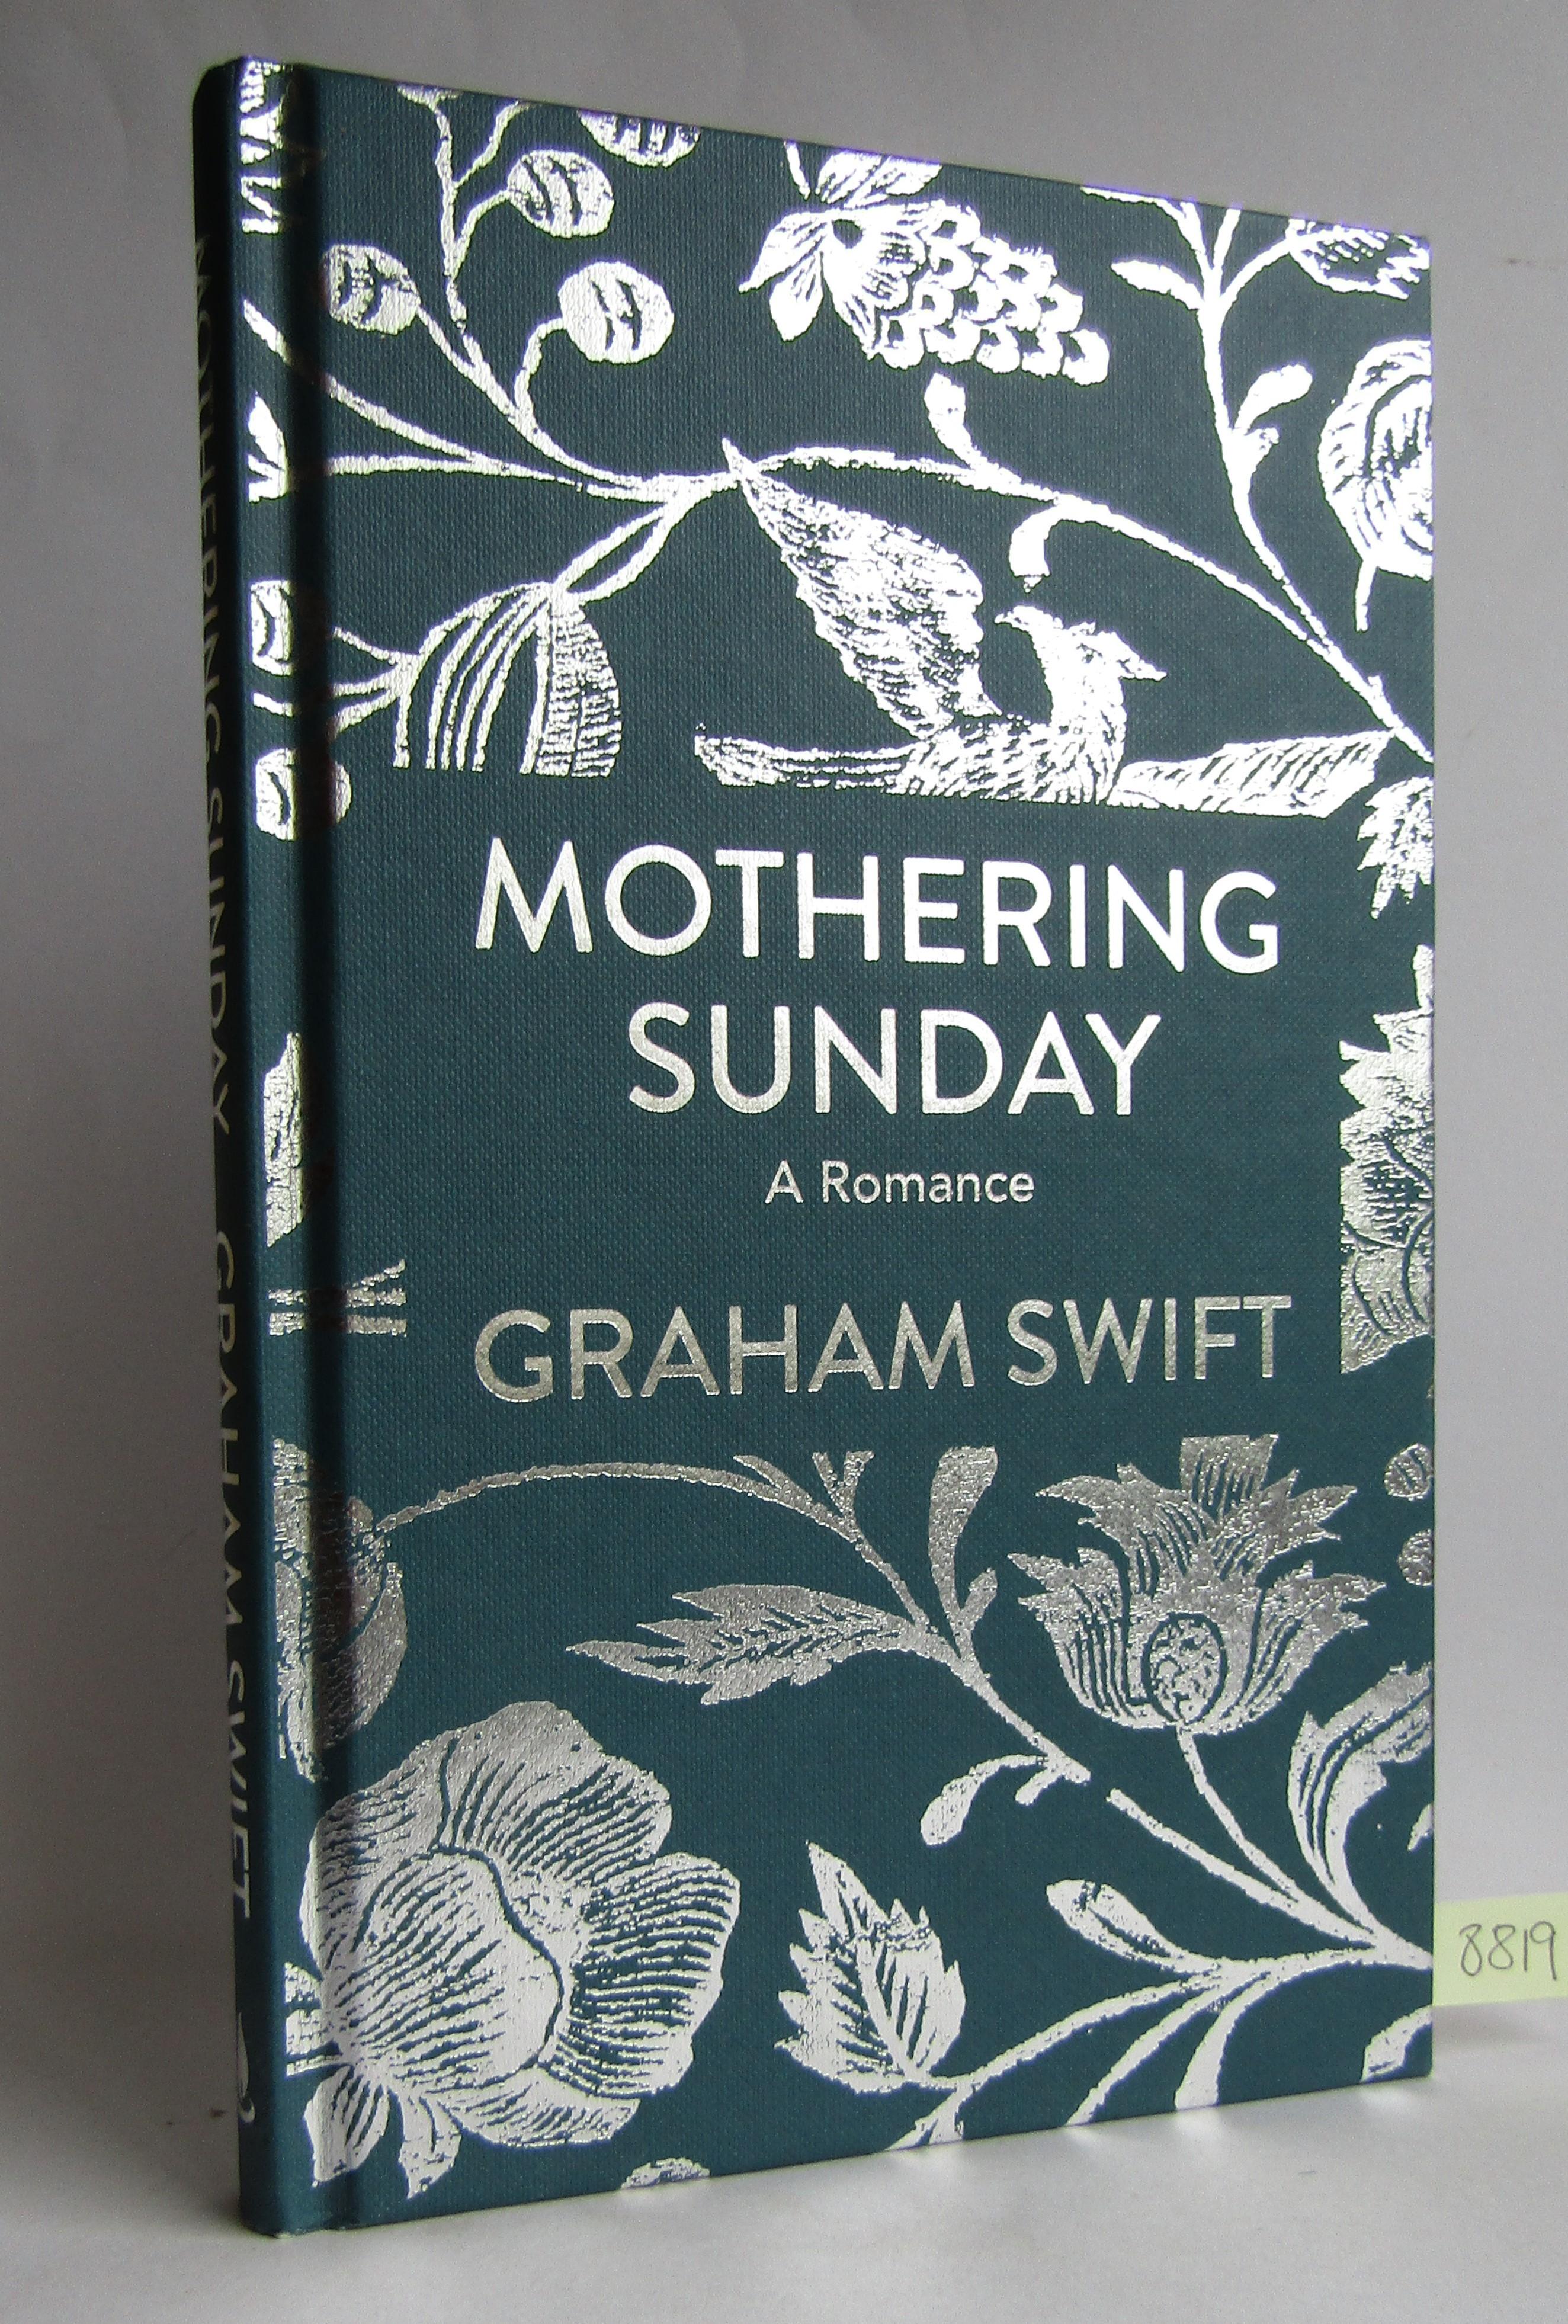 MOTHERING SUNDAY GRAHAM SWIFT
MOTHERING
SUNDAY
A Romance
GRAHAM SWIFT
8819